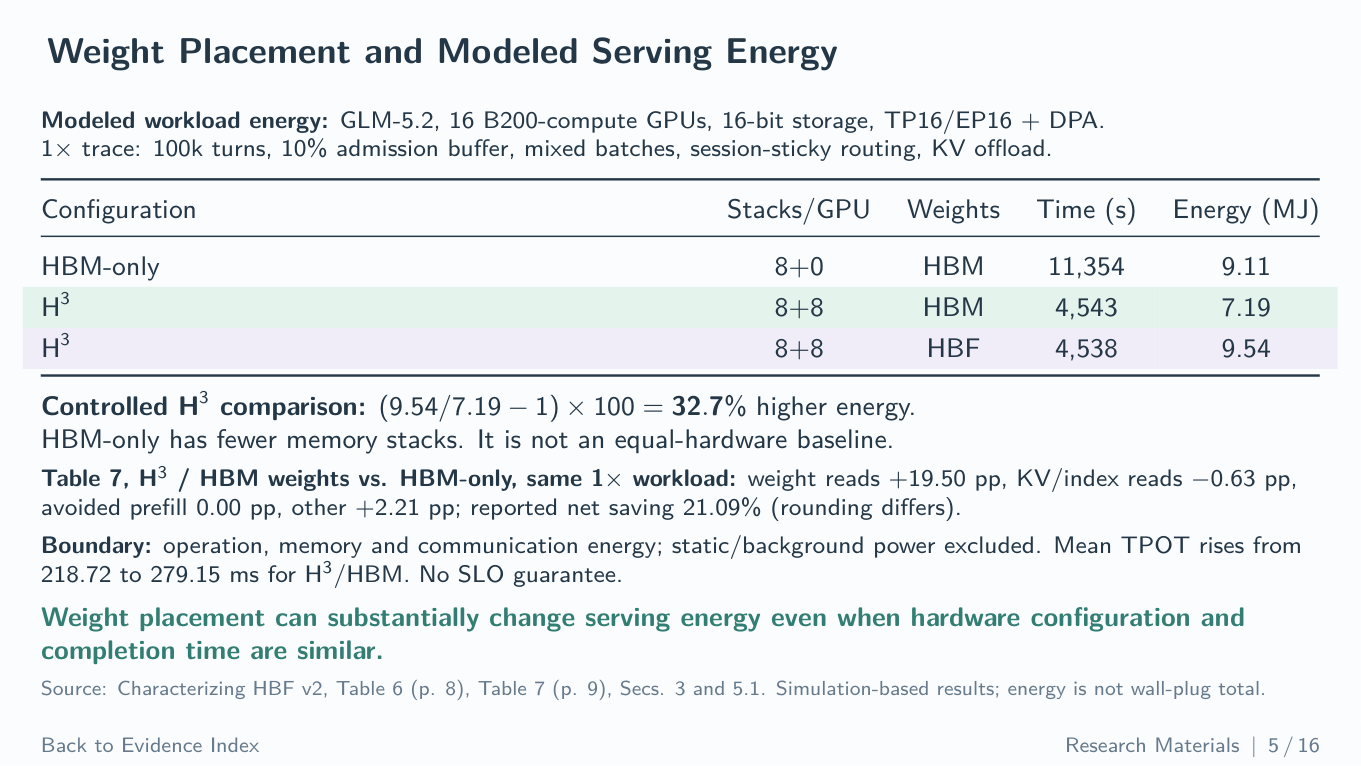 Weight Placement and Modeled Serving Energy
Modeled workload energy: GLM-5.2, 16 B200-compute GPUs, 16-bit storage, TP16/EP16 + DPA.
1× trace: 100k turns, 10% admission buffer, mixed batches, session-sticky routing, KV offload.
Configuration Stacks/GPU Weights Time (s) Energy (MJ)
HBM-only 8+0 HBM 11,354 9.11
H³ 8+8 HBM 4,543 7.19
H³ 8+8 HBF 4,538 9.54
Controlled H³ comparison: (9.54/7.19 − 1) × 100 = 32.7% higher energy.
HBM-only has fewer memory stacks. It is not an equal-hardware baseline.
Table 7, H³ / HBM weights vs. HBM-only, same 1× workload: weight reads +19.50 pp, KV/index reads −0.63 pp,
avoided prefill 0.00 pp, other +2.21 pp; reported net saving 21.09% (rounding differs).
Boundary: operation, memory and communication energy; static/background power excluded. Mean TPOT rises from
218.72 to 279.15 ms for H³/HBM. No SLO guarantee.
Weight placement can substantially change serving energy even when hardware configuration and
completion time are similar.
Source: Characterizing HBF v2, Table 6 (p. 8), Table 7 (p. 9), Secs. 3 and 5.1. Simulation-based results; energy is not wall-plug total.
Back to Evidence Index
Research Materials | 5 / 16